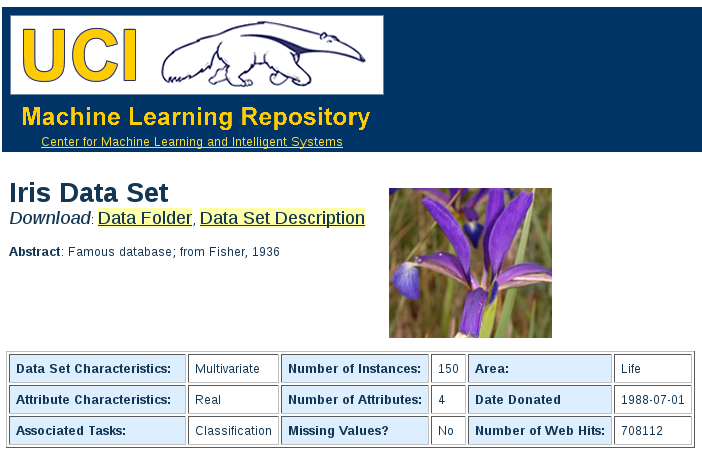 UCI
Machine Learning Repository
Center for Machine Learning and Intelligent Systems
Iris Data Set
Download: Data Folder, Data Set Description
Abstract: Famous database; from Fisher, 1936
Data Set Characteristics: Multivariate Number of Instances: 150 Area: Life
Attribute Characteristics: Real Number of Attributes: 4 Date Donated 1988-07-01
Associated Tasks: Classification Missing Values? No Number of Web Hits: 708112